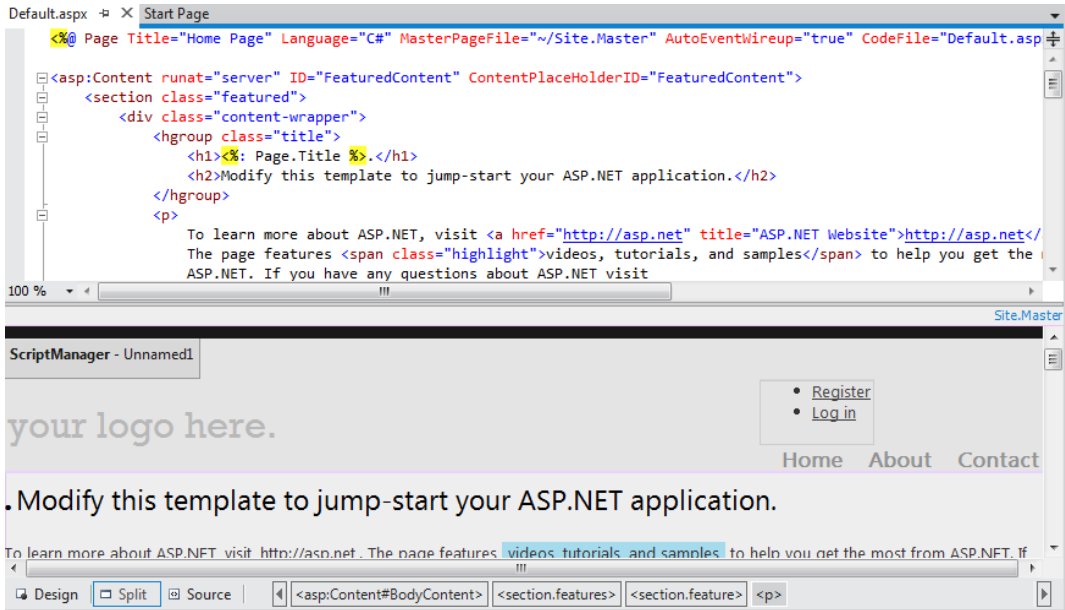 Default.aspx Start Page
<%@ Page Title="Home Page" Language="C#" MasterPageFile="~/Site.Master" AutoEventWireup="true" CodeFile="Default.asp
<asp:Content runat="server" ID="FeaturedContent" ContentPlaceHolderID="FeaturedContent">
<section class="featured">
<div class="content-wrapper">
<hgroup class="title">
<h1><%: Page.Title %>.</h1>
<h2>Modify this template to jump-start your ASP.NET application.</h2>
</hgroup>
<p>
To learn more about ASP.NET, visit <a href="http://asp.net" title="ASP.NET Website">http://asp.net</
The page features <span class="highlight">videos, tutorials, and samples</span> to help you get the
ASP.NET. If you have any questions about ASP.NET visit
100 %
Site.Master
ScriptManager - Unnamed1
• Register
• Log in
your logo here.
Home About Contact
. Modify this template to jump-start your ASP.NET application.
To learn more about ASP.NET, visit http://asp.net . The page features videos, tutorials, and samples to help you get the most from ASP.NET. If
Design Split Source <asp:Content#BodyContent> <section.features> <section.feature> <p>